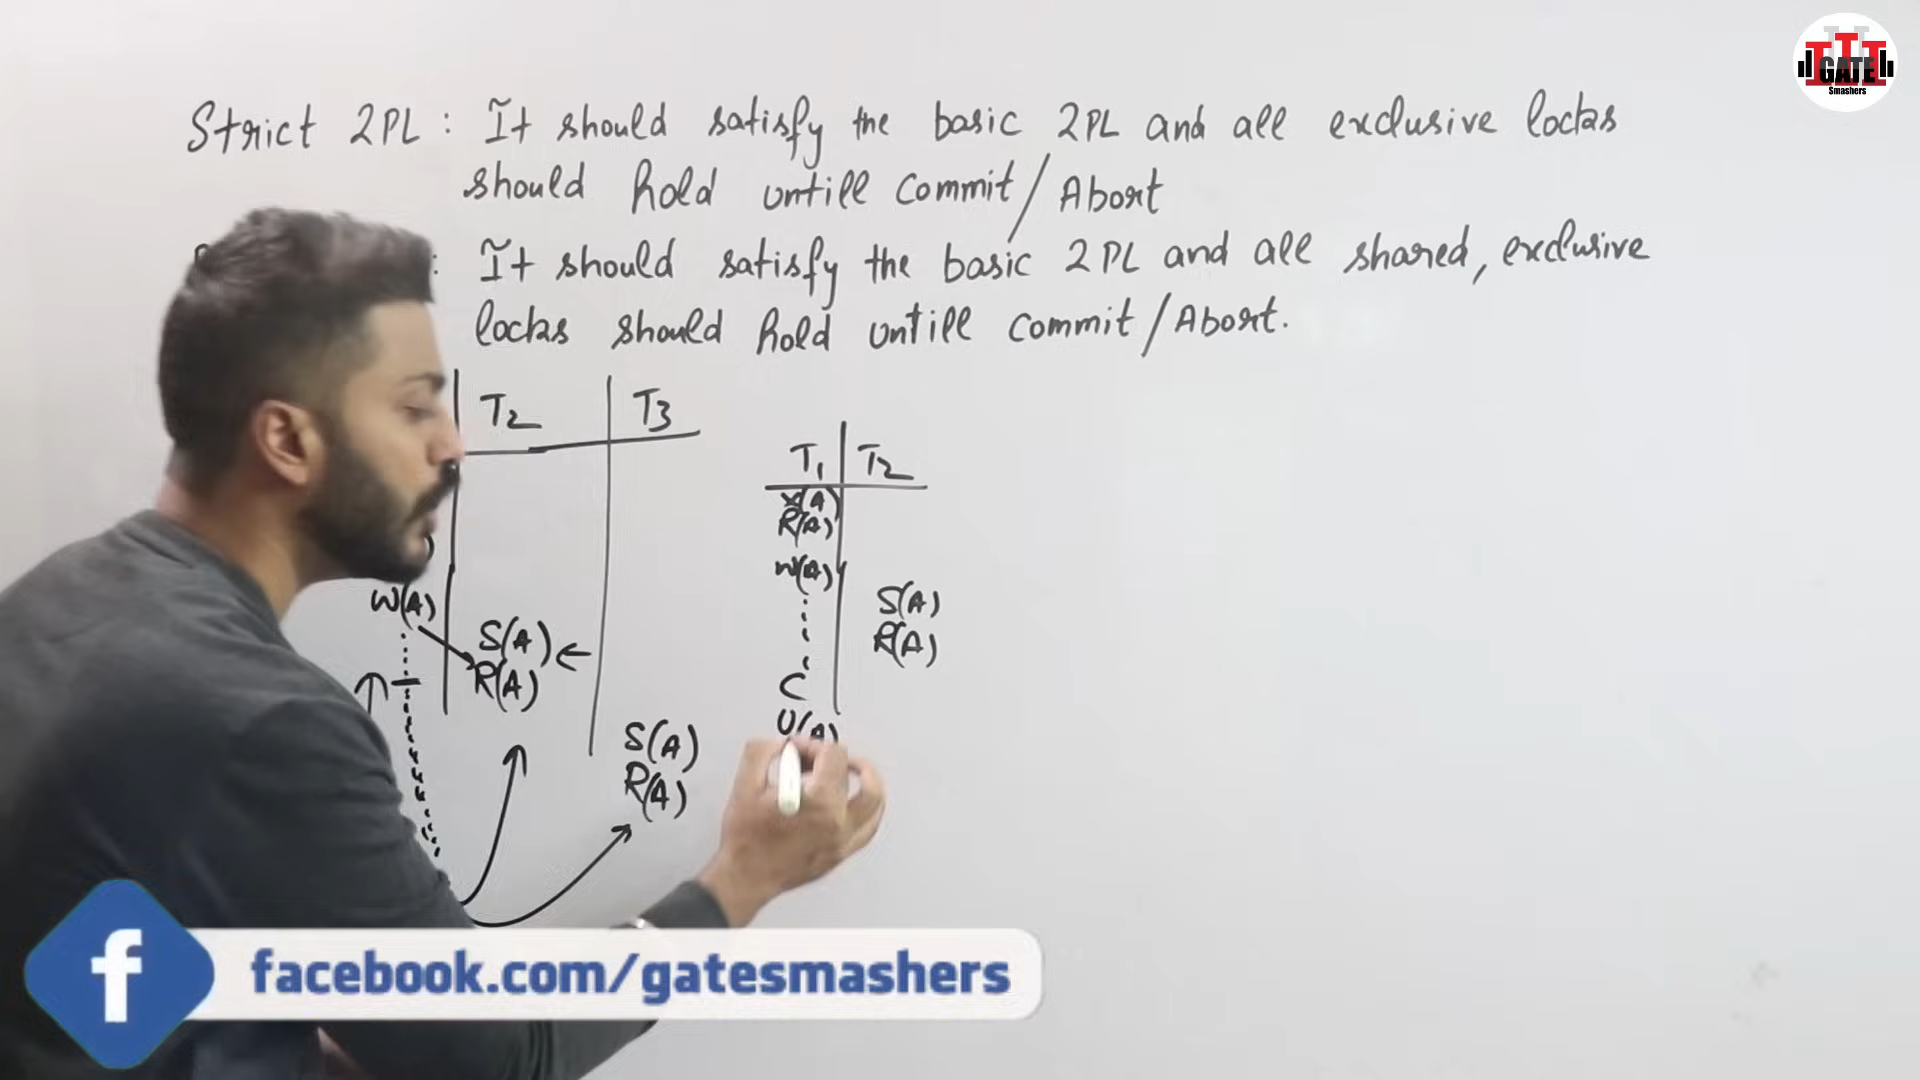 GATE
Smashers
Strict 2PL : It should satisfy the basic 2PL and all exclusive locks
should hold untill Commit/Abort
: It should satisfy the basic 2PL and all shared, exclusive
locks should hold untill Commit/Abort.
T2 T3
T1 T2
X(A)
R(A)
W(A)
S(A)
R(A)
C
U(A)
W(A)
S(A) ←
R(A)
S(A)
R(A)
f facebook.com/gatesmashers